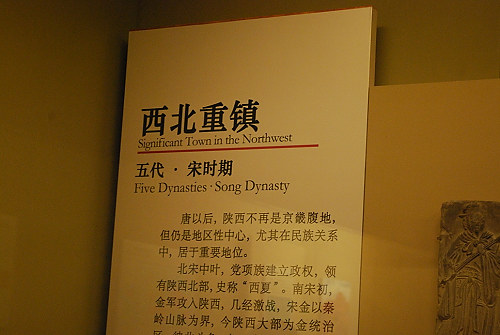 西北重镇
Significant Town in the Northwest
五代 · 宋时期
Five Dynasties · Song Dynasty
唐以后，陕西不再是京畿腹地，
但仍是地区性中心，尤其在民族关系
中，居于重要地位。
北宋中叶，党项族建立政权，领
有陕西北部，史称“西夏”。南宋初，
金军攻入陕西，几经激战，宋金以秦
岭山脉为界，今陕西大部为金统治